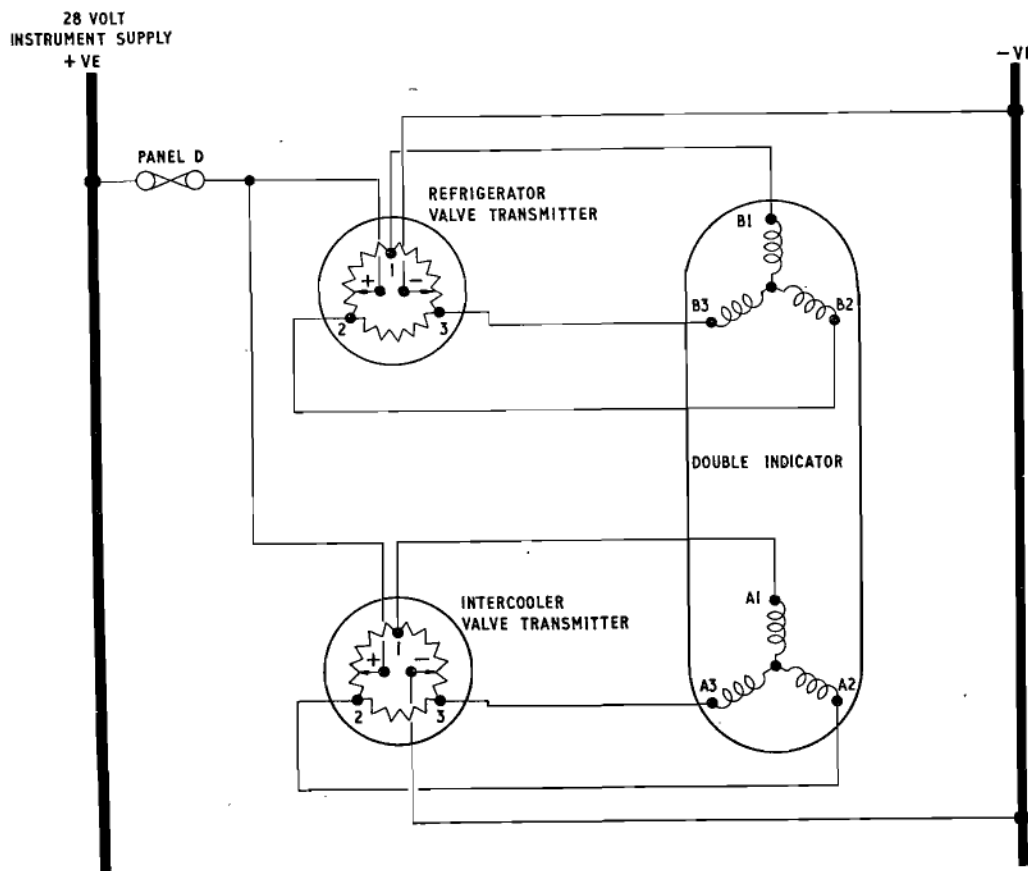 28 VOLT
INSTRUMENT SUPPLY
+ VE
- VE
PANEL D
REFRIGERATOR
VALVE TRANSMITTER
1
+
-
2
3
B1
B3
B2
DOUBLE INDICATOR
INTERCOOLER
VALVE TRANSMITTER
1
+
-
2
3
A1
A3
A2